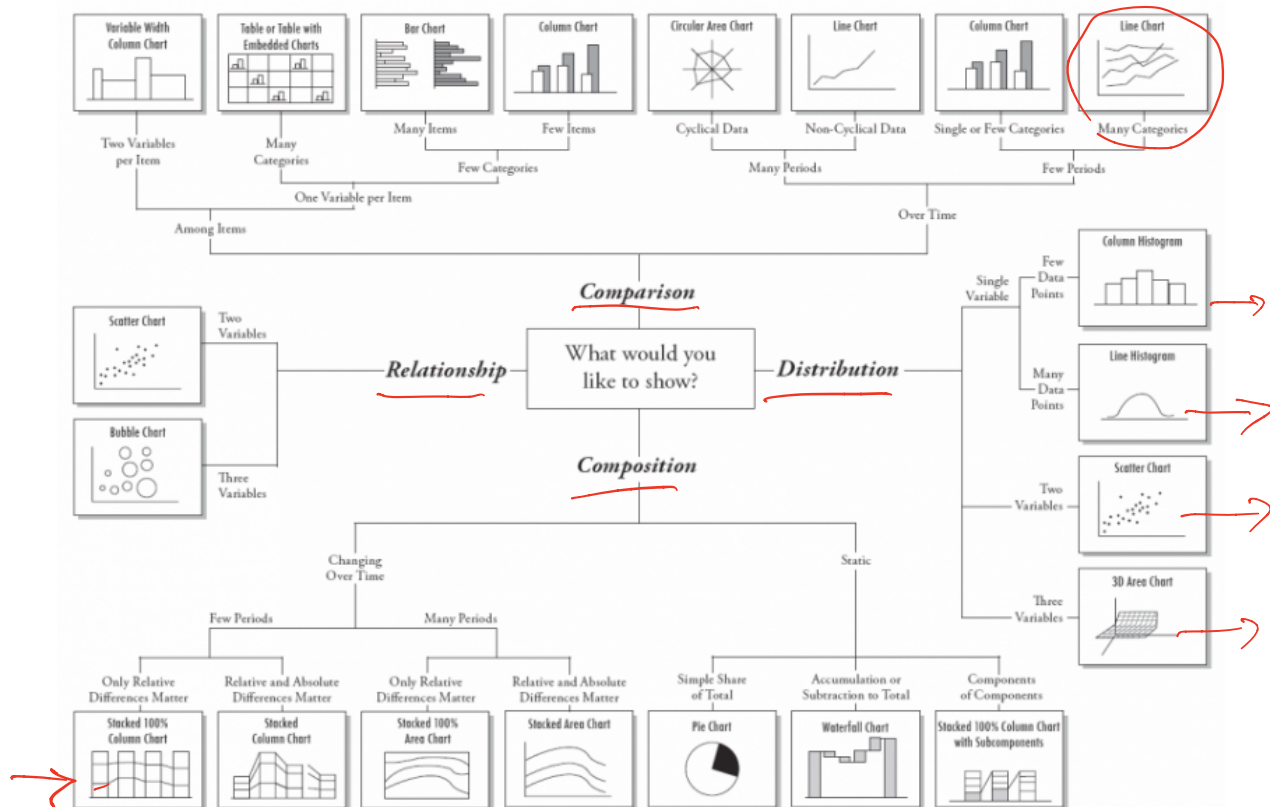 Variable Width
Column Chart
Table or Table with
Embedded Charts
Bar Chart
Column Chart
Circular Area Chart
Line Chart
Column Chart
Line Chart
Two Variables
per Item
Many
Categories
Many Items
Few Items
Cyclical Data
Non-Cyclical Data
Single or Few Categories
Many Categories
Few Categories
Many Periods
Few Periods
One Variable per Item
Among Items
Over Time
Comparison
What would you
like to show?
Relationship
Distribution
Composition
Scatter Chart
Two
Variables
Bubble Chart
Three
Variables
Single
Variable
Few
Data
Points
Column Histogram
Many
Data
Points
Line Histogram
Two
Variables
Scatter Chart
Three
Variables
3D Area Chart
Changing
Over Time
Static
Few Periods
Many Periods
Only Relative
Differences Matter
Relative and Absolute
Differences Matter
Only Relative
Differences Matter
Relative and Absolute
Differences Matter
Simple Share
of Total
Accumulation or
Subtraction to Total
Components
of Components
Stacked 100%
Column Chart
Stacked
Column Chart
Stacked 100%
Area Chart
Stacked Area Chart
Pie Chart
Waterfall Chart
Stacked 100% Column Chart
with Subcomponents